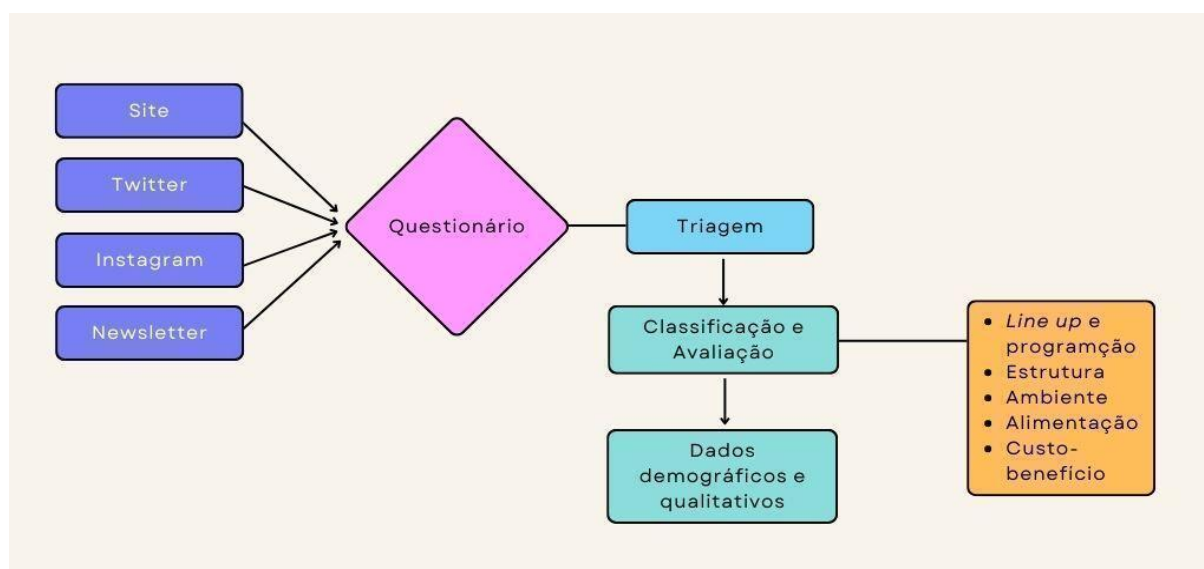 Site
Twitter
Instagram
Newsletter
Questionário
Triagem
Classificação e
Avaliação
Dados
demográficos e
qualitativos
• Line up e
programção
• Estrutura
• Ambiente
• Alimentação
• Custo-
benefício